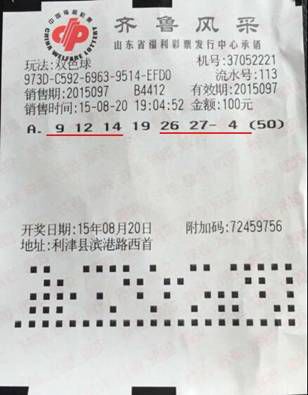 中国福利彩票
CHINA WELFARE LOTTERY
齐鲁风采
山东省福利彩票发行中心承销
玩法:双色球 机号:37052221
973D-C592-6963-9514-EFD0 流水号:113
销售期:2015097 B4412 有效期:2015097
销售时间:15-08-20 19:04:52 金额:100元
A. 9 12 14 19 26 27- 4 (50)
开奖日期:15年08月20日 附加码:72459756
地址:利津县滨港路西首